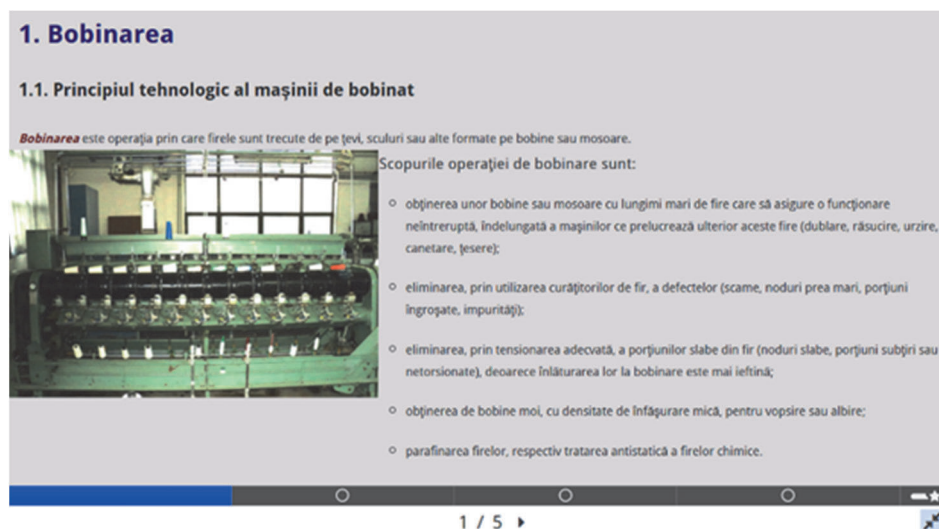 1. Bobinarea
1.1. Principiul tehnologic al mașinii de bobinat
Bobinarea este operația prin care firele sunt trecute de pe țevi, sculuri sau alte formate pe bobine sau mosoare.
Scopurile operației de bobinare sunt:
obținerea unor bobine sau mosoare cu lungimi mari de fire care să asigure o funcționare
neîntreruptă, îndelungată a mașinilor ce prelucrează ulterior aceste fire (dublare, răsucire, urzire,
canetare, țesere);
eliminarea, prin utilizarea curățitorilor de fir, a defectelor (scame, noduri prea mari, porțiuni
îngroșate, impurități);
eliminarea, prin tensionarea adecvată, a porțiunilor slabe din fir (noduri slabe, porțiuni subțiri sau
netorsionate), deoarece înlăturarea lor la bobinare este mai ieftină;
obținerea de bobine moi, cu densitate de înfășurare mică, pentru vopsire sau albire;
parafinarea firelor, respectiv tratarea antistatică a firelor chimice.
1 / 5